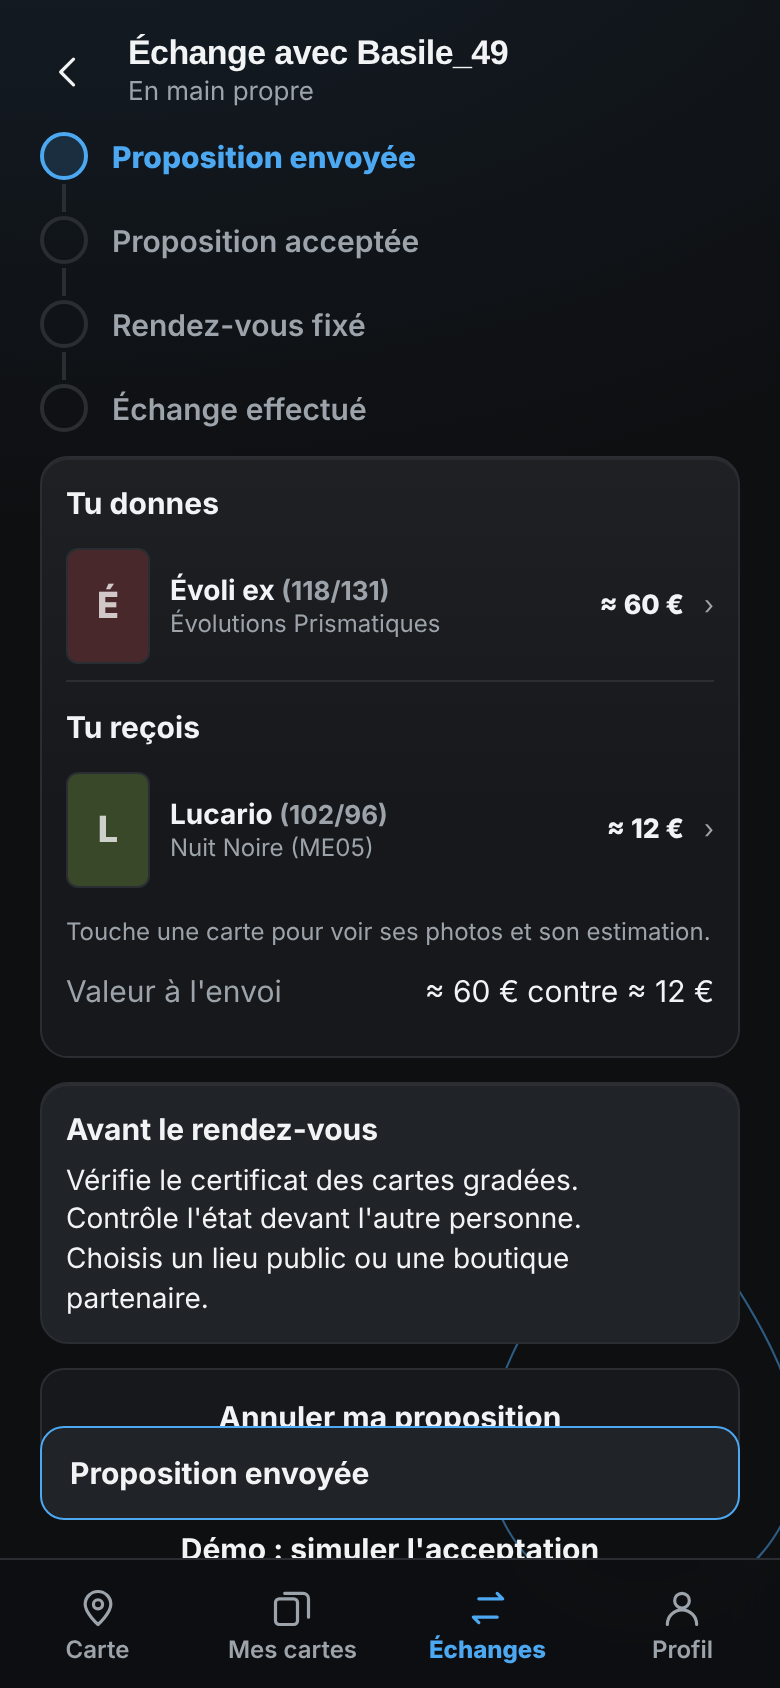 Échange avec Basile_49
En main propre
Proposition envoyée
Proposition acceptée
Rendez-vous fixé
Échange effectué
Tu donnes
É
Évoli ex (118/131)
Évolutions Prismatiques
≈ 60 € ›
Tu reçois
L
Lucario (102/96)
Nuit Noire (ME05)
≈ 12 € ›
Touche une carte pour voir ses photos et son estimation.
Valeur à l'envoi ≈ 60 € contre ≈ 12 €
Avant le rendez-vous
Vérifie le certificat des cartes gradées.
Contrôle l'état devant l'autre personne.
Choisis un lieu public ou une boutique
partenaire.
Annuler ma proposition
Proposition envoyée
Démo : simuler l'acceptation
Carte Mes cartes Échanges Profil